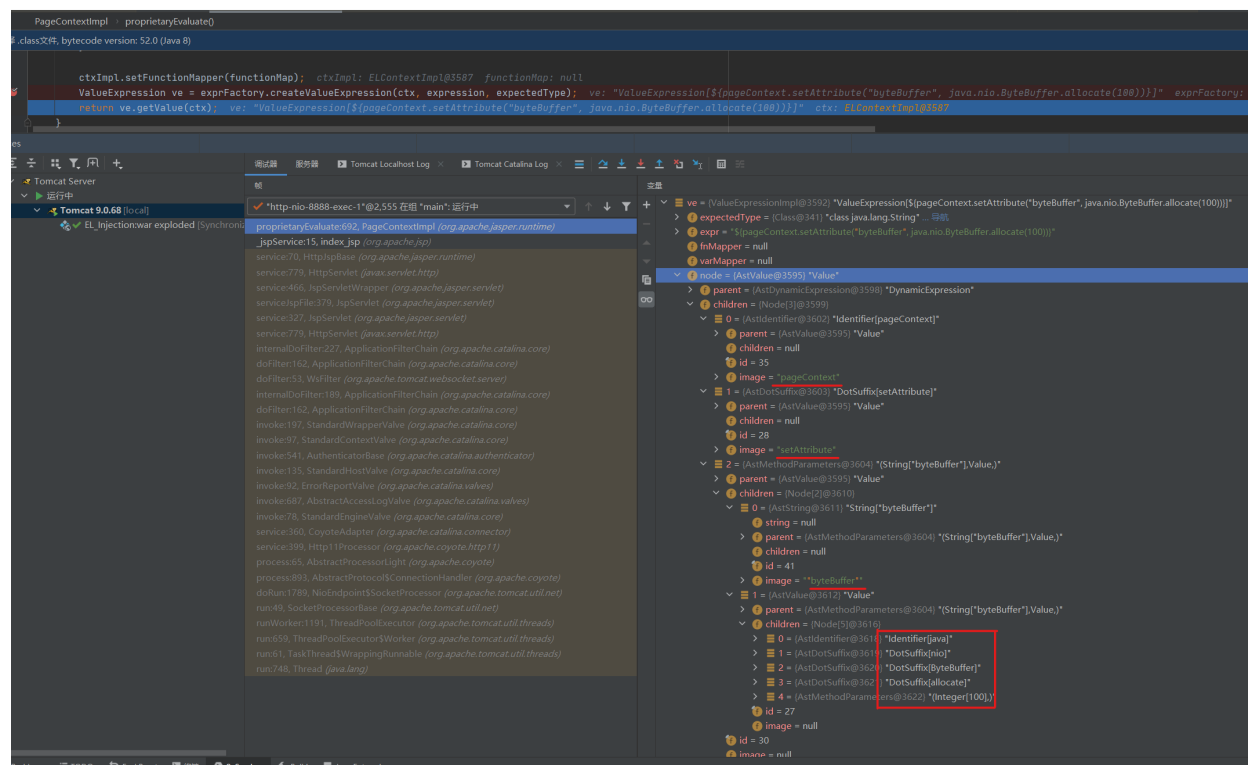 PageContextImpl › proprietaryEvaluate()
.class文件, bytecode version: 52.0 (Java 8)
ctxImpl.setFunctionMapper(functionMap); ctxImpl: ELContextImpl@3587 functionMap: null
ValueExpression ve = exprFactory.createValueExpression(ctx, expression, expectedType); ve: "ValueExpression[${pageContext.setAttribute("byteBuffer", java.nio.ByteBuffer.allocate(100))}]" exprFactory:
return ve.getValue(ctx); ve: "ValueExpression[${pageContext.setAttribute("byteBuffer", java.nio.ByteBuffer.allocate(100))}]" ctx: ELContextImpl@3587
}
es
调试器 服务器 Tomcat Localhost Log × Tomcat Catalina Log ×
Tomcat Server
运行中
Tomcat 9.0.68 [local]
EL_Injection:war exploded [Synchroni
帧
"http-nio-8888-exec-1"@2,555 在组 "main": 运行中
proprietaryEvaluate:692, PageContextImpl (org.apache.jasper.runtime)
_jspService:15, index_jsp (org.apache.jsp)
service:70, HttpJspBase (org.apache.jasper.runtime)
service:779, HttpServlet (javax.servlet.http)
service:466, JspServletWrapper (org.apache.jasper.servlet)
serviceJspFile:379, JspServlet (org.apache.jasper.servlet)
service:327, JspServlet (org.apache.jasper.servlet)
service:779, HttpServlet (javax.servlet.http)
internalDoFilter:227, ApplicationFilterChain (org.apache.catalina.core)
doFilter:162, ApplicationFilterChain (org.apache.catalina.core)
doFilter:53, WsFilter (org.apache.tomcat.websocket.server)
internalDoFilter:189, ApplicationFilterChain (org.apache.catalina.core)
doFilter:162, ApplicationFilterChain (org.apache.catalina.core)
invoke:197, StandardWrapperValve (org.apache.catalina.core)
invoke:97, StandardContextValve (org.apache.catalina.core)
invoke:541, AuthenticatorBase (org.apache.catalina.authenticator)
invoke:135, StandardHostValve (org.apache.catalina.core)
invoke:92, ErrorReportValve (org.apache.catalina.valves)
invoke:687, AbstractAccessLogValve (org.apache.catalina.valves)
invoke:78, StandardEngineValve (org.apache.catalina.core)
service:360, CoyoteAdapter (org.apache.catalina.connector)
service:399, Http11Processor (org.apache.coyote.http11)
process:65, AbstractProcessorLight (org.apache.coyote)
process:893, AbstractProtocol$ConnectionHandler (org.apache.coyote)
doRun:1789, NioEndpoint$SocketProcessor (org.apache.tomcat.util.net)
run:49, SocketProcessorBase (org.apache.tomcat.util.net)
runWorker:1191, ThreadPoolExecutor (org.apache.tomcat.util.threads)
run:659, ThreadPoolExecutor$Worker (org.apache.tomcat.util.threads)
run:61, TaskThread$WrappingRunnable (org.apache.tomcat.util.threads)
run:748, Thread (java.lang)
变量
ve = {ValueExpressionImpl@3592} "ValueExpression[${pageContext.setAttribute("byteBuffer", java.nio.ByteBuffer.allocate(100))}]"
expectedType = {Class@341} "class java.lang.String" ... 导航
expr = "${pageContext.setAttribute("byteBuffer", java.nio.ByteBuffer.allocate(100))}"
fnMapper = null
varMapper = null
node = {AstValue@3595} "Value"
parent = {AstDynamicExpression@3598} "DynamicExpression"
children = {Node[3]@3599}
0 = {AstIdentifier@3602} "Identifier[pageContext]"
parent = {AstValue@3595} "Value"
children = null
id = 35
image = "pageContext"
1 = {AstDotSuffix@3603} "DotSuffix[setAttribute]"
parent = {AstValue@3595} "Value"
children = null
id = 28
image = "setAttribute"
2 = {AstMethodParameters@3604} "(String["byteBuffer"],Value,)"
parent = {AstValue@3595} "Value"
children = {Node[2]@3610}
0 = {AstString@3611} "String["byteBuffer"]"
string = null
parent = {AstMethodParameters@3604} "(String["byteBuffer"],Value,)"
children = null
id = 41
image = ""byteBuffer""
1 = {AstValue@3612} "Value"
parent = {AstMethodParameters@3604} "(String["byteBuffer"],Value,)"
children = {Node[5]@3616}
0 = {AstIdentifier@3618} "Identifier[java]"
1 = {AstDotSuffix@3619} "DotSuffix[nio]"
2 = {AstDotSuffix@3620} "DotSuffix[ByteBuffer]"
3 = {AstDotSuffix@3621} "DotSuffix[allocate]"
4 = {AstMethodParameters@3622} "(Integer[100],)"
id = 27
image = null
id = 30
image = null